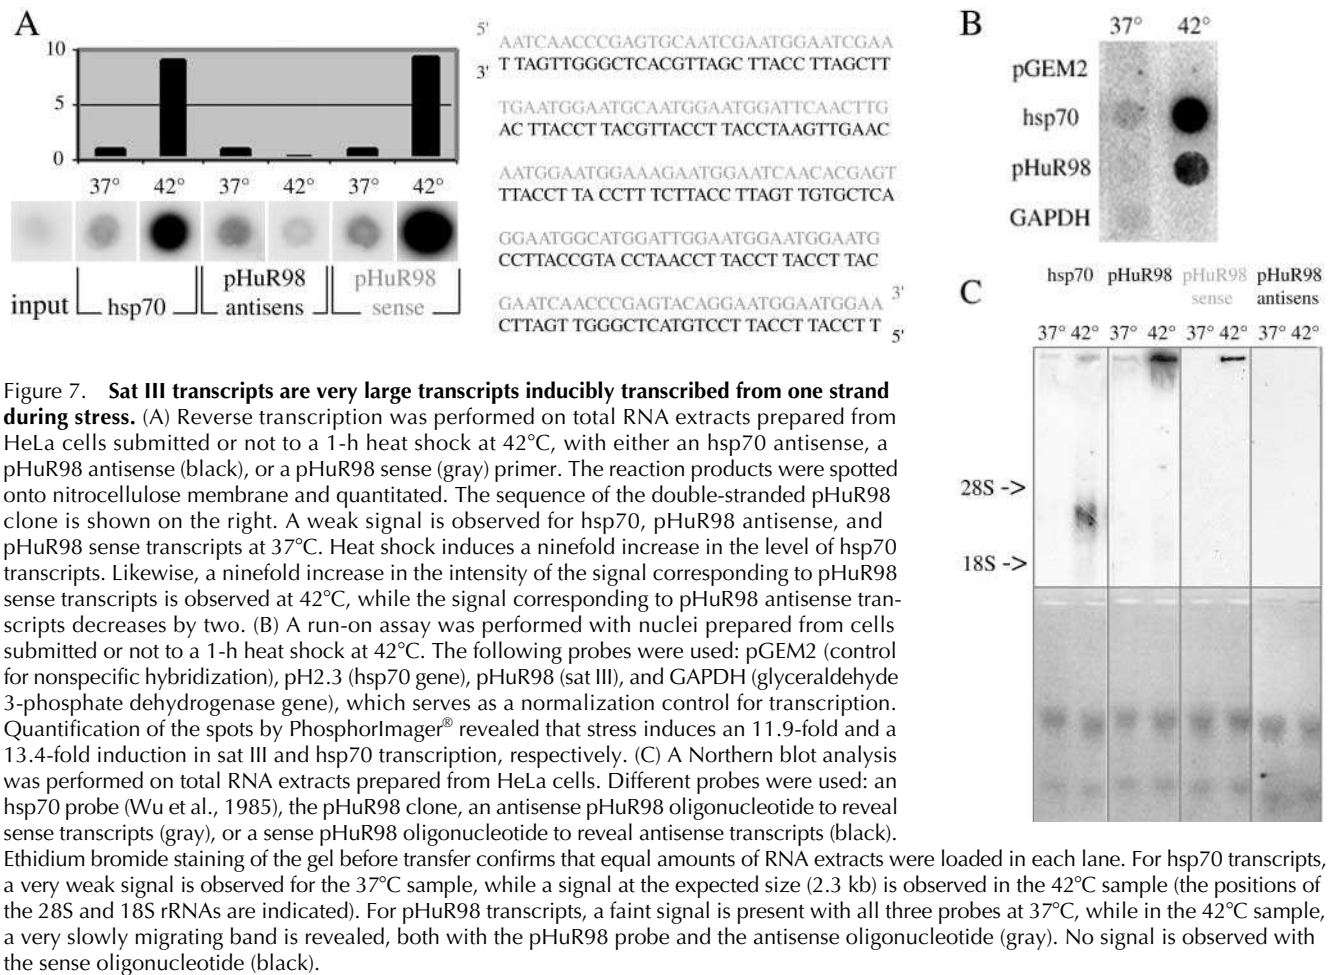 A
10
5
0
37° 42° 37° 42° 37° 42°
input
hsp70
pHuR98
antisens
pHuR98
sense
5'
AATCAACCCGAGTGCAATCGAATGGAATCGAA
3'
T TAGTTGGGCTCACGTTAGC TTACC TTAGCTT
TGAATGGAATGCAATGGAATGGATTCAACTTG
AC TTACCT TACGTTACCT TACCTAAGTTGAAC
AATGGAATGGAAAGAATGGAATCAACACGAGT
TTACCT TA CCTT TCTTACC TTAGT TGTGCTCA
GGAATGGCATGGATTGGAATGGAATGGAATG
CCTTACCGTA CCTAACCT TACCT TACCT TAC
GAATCAACCCGAGTACAGGAATGGAATGGAA 3'
CTTAGT TGGGCTCATGTCCT TACCT TACCT T 5'
B
37° 42°
pGEM2
hsp70
pHuR98
GAPDH
C
hsp70 pHuR98 pHuR98 pHuR98
sense antisens
37° 42° 37° 42° 37° 42° 37° 42°
28S ->
18S ->
Figure 7. Sat III transcripts are very large transcripts inducibly transcribed from one strand
during stress. (A) Reverse transcription was performed on total RNA extracts prepared from
HeLa cells submitted or not to a 1-h heat shock at 42°C, with either an hsp70 antisense, a
pHuR98 antisense (black), or a pHuR98 sense (gray) primer. The reaction products were spotted
onto nitrocellulose membrane and quantitated. The sequence of the double-stranded pHuR98
clone is shown on the right. A weak signal is observed for hsp70, pHuR98 antisense, and
pHuR98 sense transcripts at 37°C. Heat shock induces a ninefold increase in the level of hsp70
transcripts. Likewise, a ninefold increase in the intensity of the signal corresponding to pHuR98
sense transcripts is observed at 42°C, while the signal corresponding to pHuR98 antisense tran-
scripts decreases by two. (B) A run-on assay was performed with nuclei prepared from cells
submitted or not to a 1-h heat shock at 42°C. The following probes were used: pGEM2 (control
for nonspecific hybridization), pH2.3 (hsp70 gene), pHuR98 (sat III), and GAPDH (glyceraldehyde
3-phosphate dehydrogenase gene), which serves as a normalization control for transcription.
Quantification of the spots by PhosphorImager® revealed that stress induces an 11.9-fold and a
13.4-fold induction in sat III and hsp70 transcription, respectively. (C) A Northern blot analysis
was performed on total RNA extracts prepared from HeLa cells. Different probes were used: an
hsp70 probe (Wu et al., 1985), the pHuR98 clone, an antisense pHuR98 oligonucleotide to reveal
sense transcripts (gray), or a sense pHuR98 oligonucleotide to reveal antisense transcripts (black).
Ethidium bromide staining of the gel before transfer confirms that equal amounts of RNA extracts were loaded in each lane. For hsp70 transcripts,
a very weak signal is observed for the 37°C sample, while a signal at the expected size (2.3 kb) is observed in the 42°C sample (the positions of
the 28S and 18S rRNAs are indicated). For pHuR98 transcripts, a faint signal is present with all three probes at 37°C, while in the 42°C sample,
a very slowly migrating band is revealed, both with the pHuR98 probe and the antisense oligonucleotide (gray). No signal is observed with
the sense oligonucleotide (black).